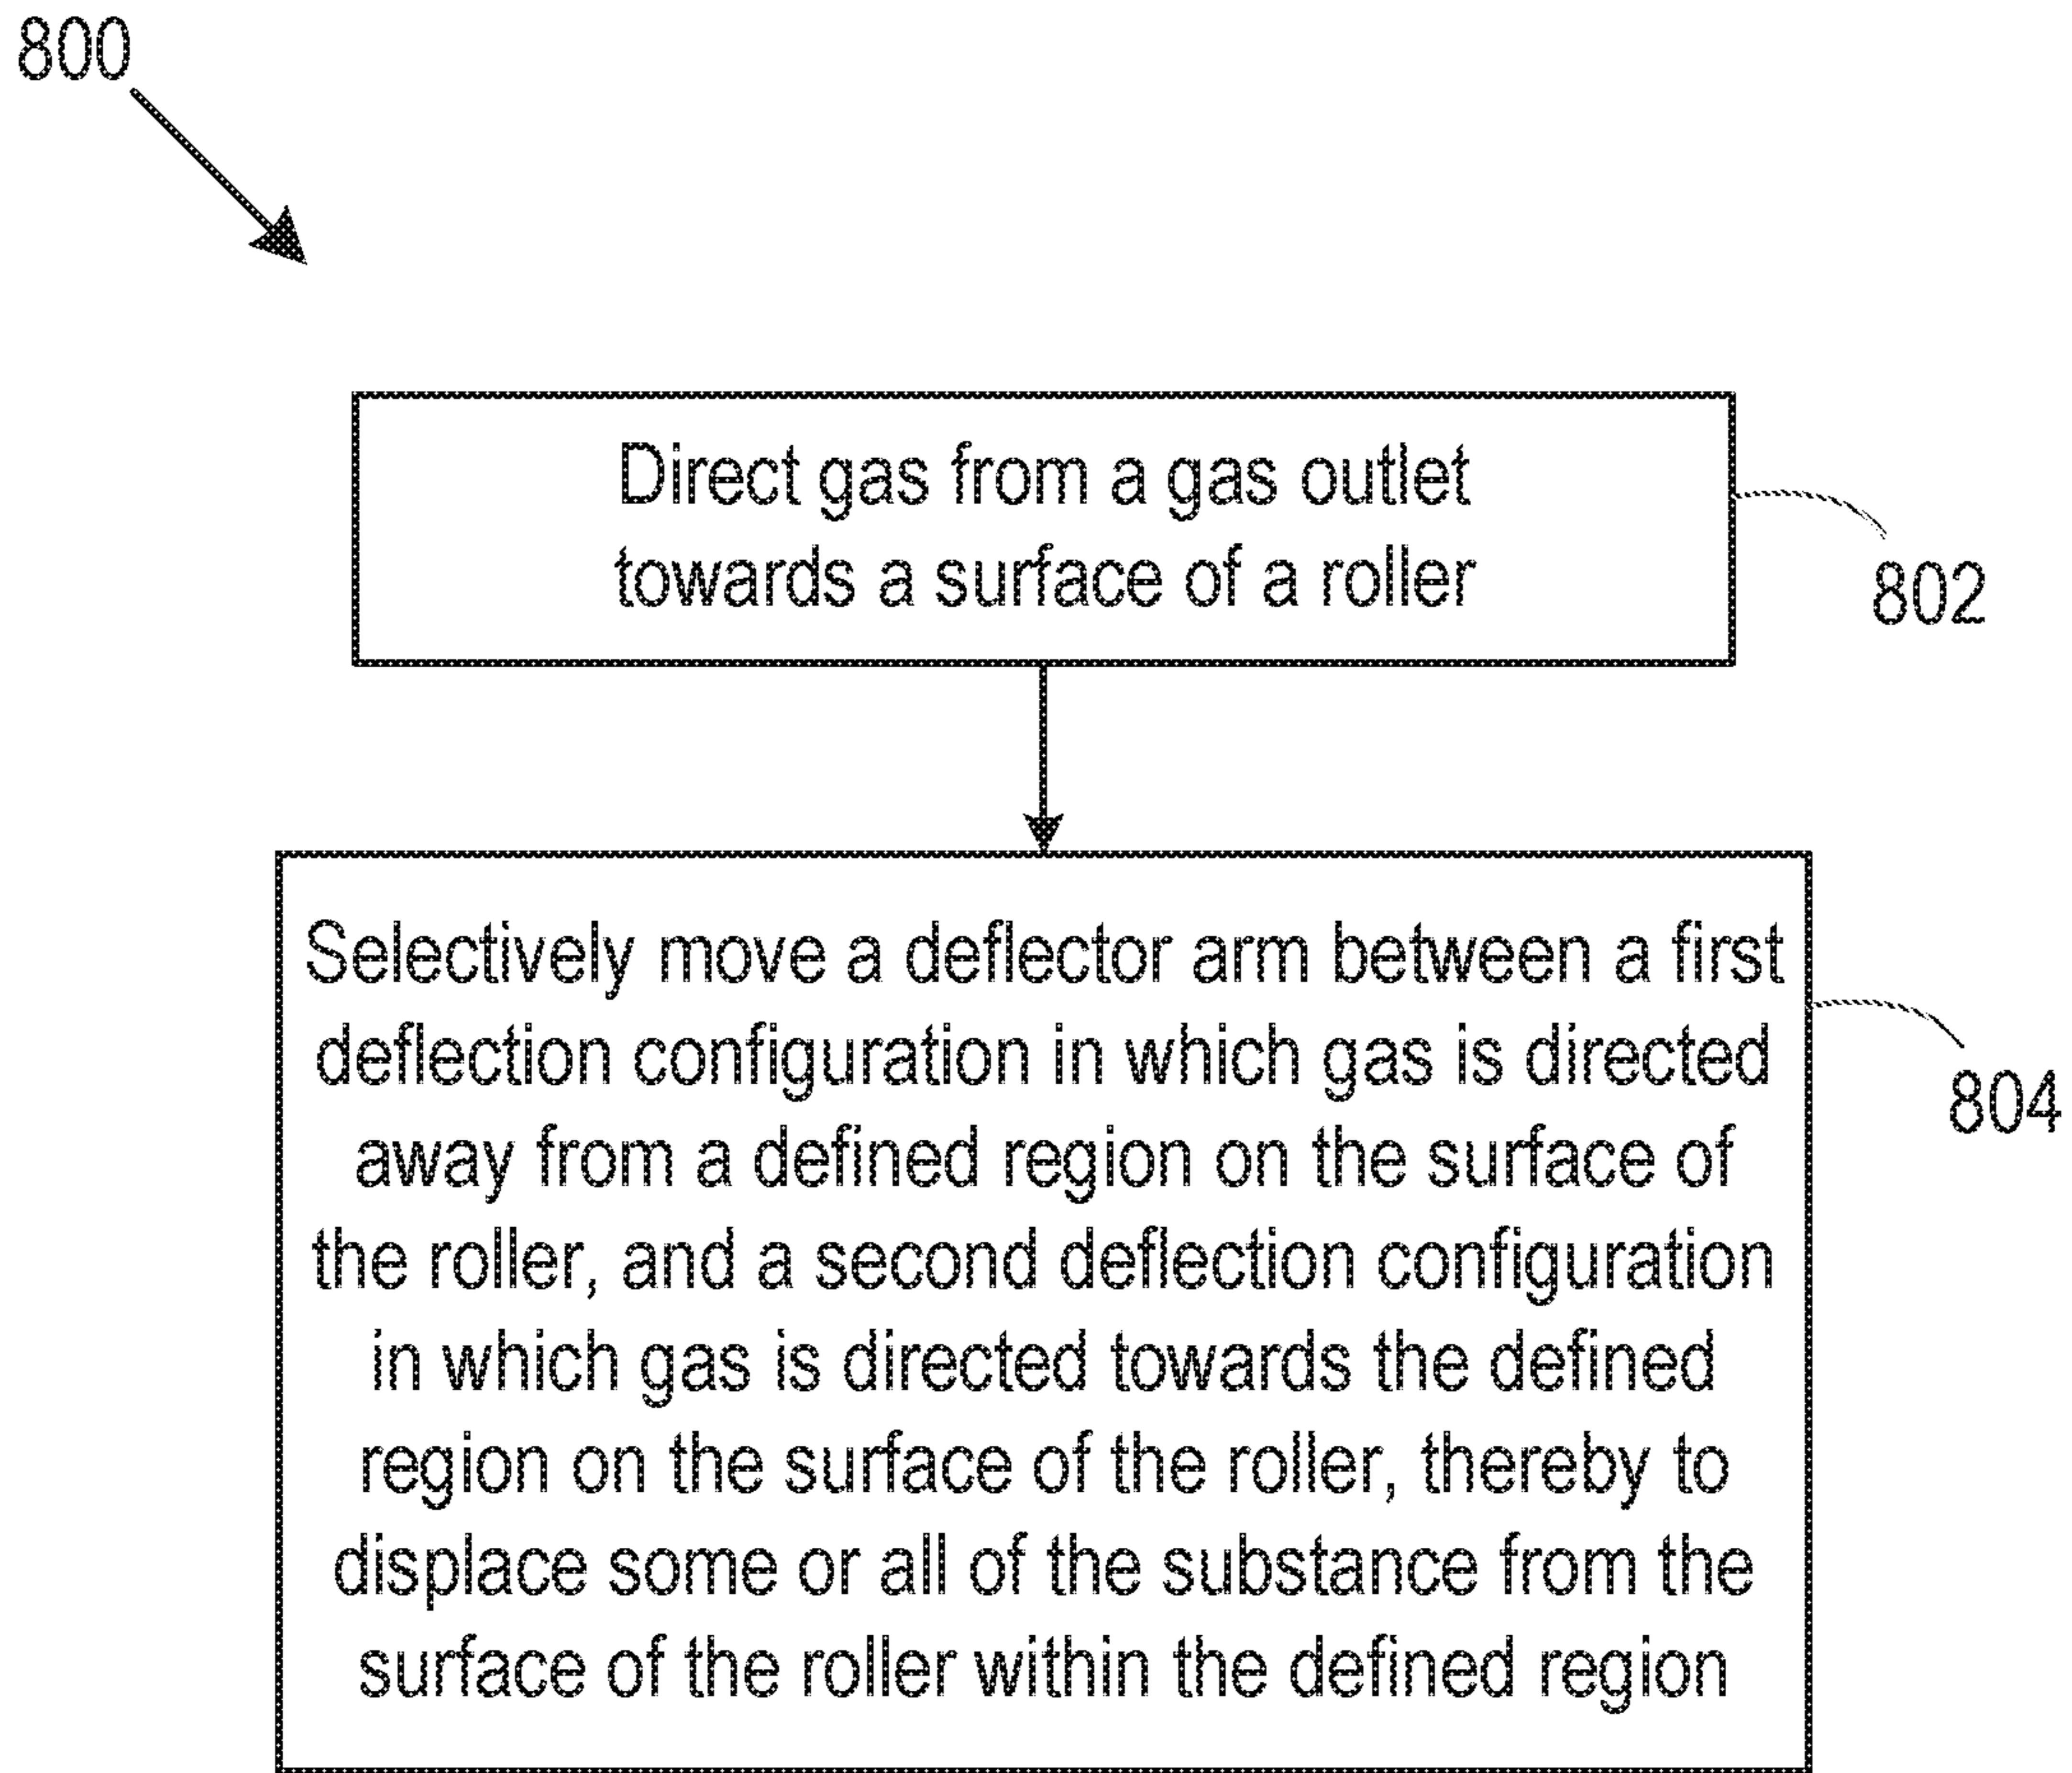 800
Direct gas from a gas outlet
towards a surface of a roller
802
Selectively move a deflector arm between a first
deflection configuration in which gas is directed
away from a defined region on the surface of
the roller, and a second deflection configuration
in which gas is directed towards the defined
region on the surface of the roller, thereby to
displace some or all of the substance from the
surface of the roller within the defined region
804